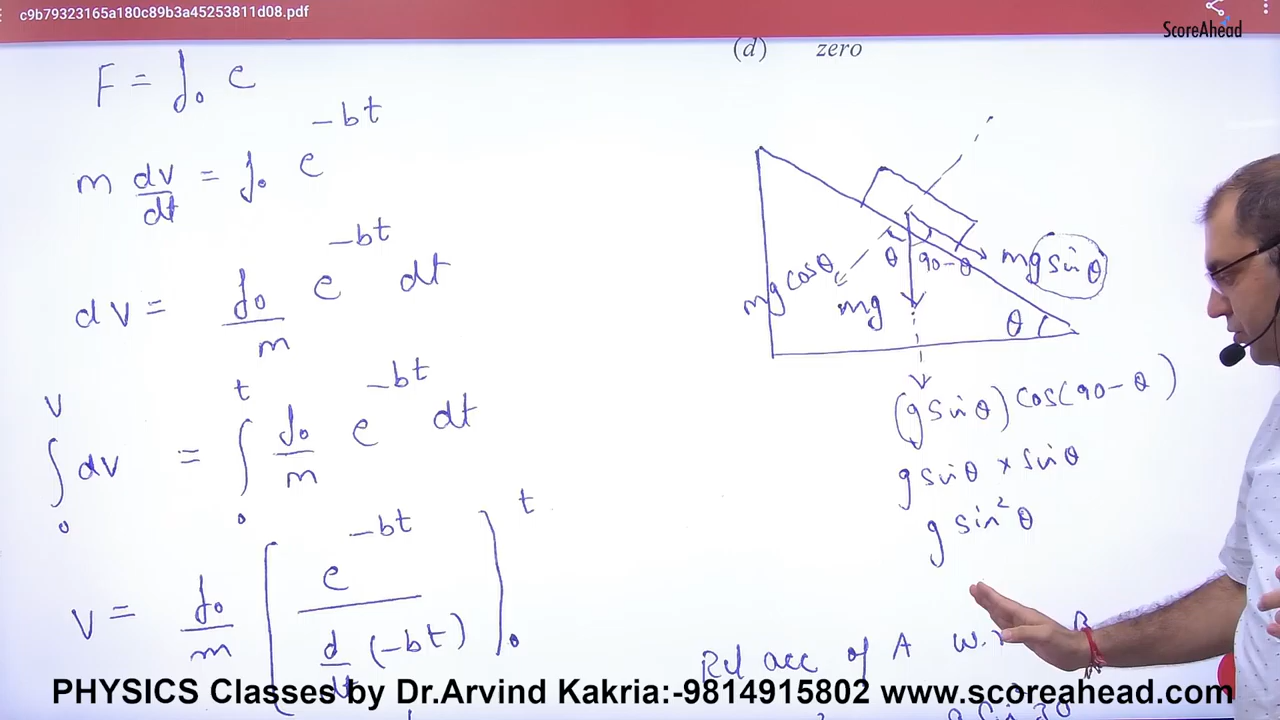 c9b79323165a180c89b3a45253811d08.pdf
ScoreAhead
(d) zero
F = f₀ e
m dv/dt = f₀ e^-bt
dv = f₀/m e^-bt dt
∫₀^v dv = ∫₀^t f₀/m e^-bt dt
v = f₀/m [ e^-bt / d/dt (-bt) ]₀^t
mg sinθ
θ 90-θ
mg cosθ
mg
θ
(g sinθ) cos(90-θ)
g sinθ × sinθ
g sin²θ
Rel acc of A w.r
PHYSICS Classes by Dr.Arvind Kakria:-9814915802 www.scoreahead.com